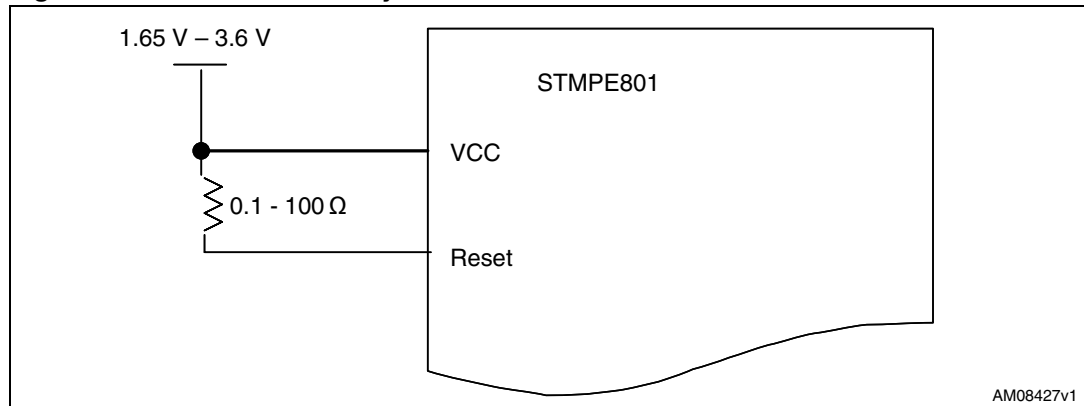 1.65 V – 3.6 V
STMPE801
VCC
0.1 - 100 Ω
Reset
AM08427v1